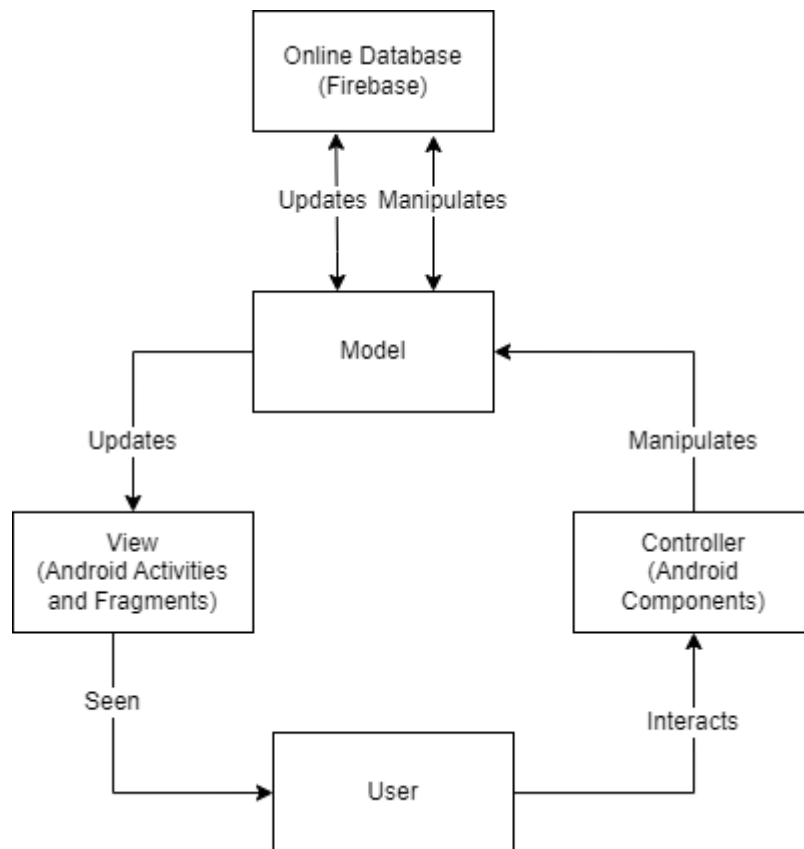 Online Database
(Firebase)
Updates
Manipulates
Model
Updates
Manipulates
View
(Android Activities
and Fragments)
Controller
(Android
Components)
Seen
Interacts
User